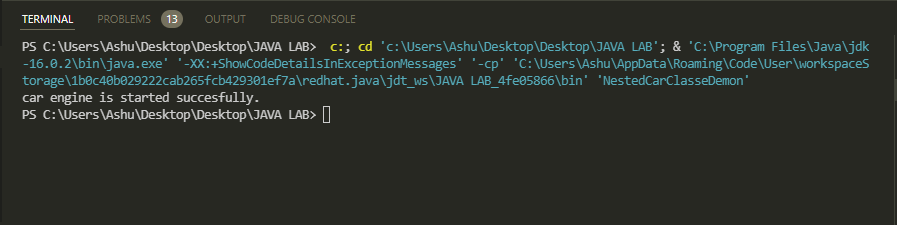 TERMINAL PROBLEMS 13 OUTPUT DEBUG CONSOLE
PS C:\Users\Ashu\Desktop\Desktop\JAVA LAB>  c:; cd 'c:\Users\Ashu\Desktop\Desktop\JAVA LAB'; & 'C:\Program Files\Java\jdk
-16.0.2\bin\java.exe' '-XX:+ShowCodeDetailsInExceptionMessages' '-cp' 'C:\Users\Ashu\AppData\Roaming\Code\User\workspaceS
torage\1b0c40b029222cab265fcb429301ef7a\redhat.java\jdt_ws\JAVA LAB_4fe05866\bin' 'NestedCarClasseDemon'
car engine is started succesfully.
PS C:\Users\Ashu\Desktop\Desktop\JAVA LAB>